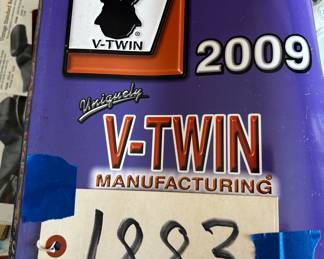 V-TWIN
®
2009
Uniquely
V-TWIN
MANUFACTURING®
1883